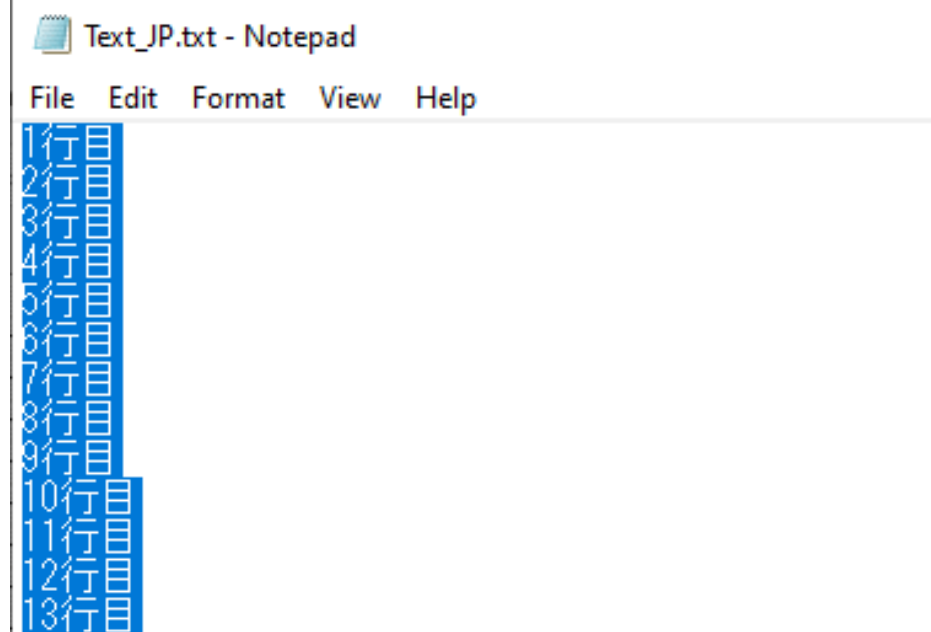 Text_JP.txt - Notepad
File Edit Format View Help
1行目
2行目
3行目
4行目
5行目
6行目
7行目
8行目
9行目
10行目
11行目
12行目
13行目